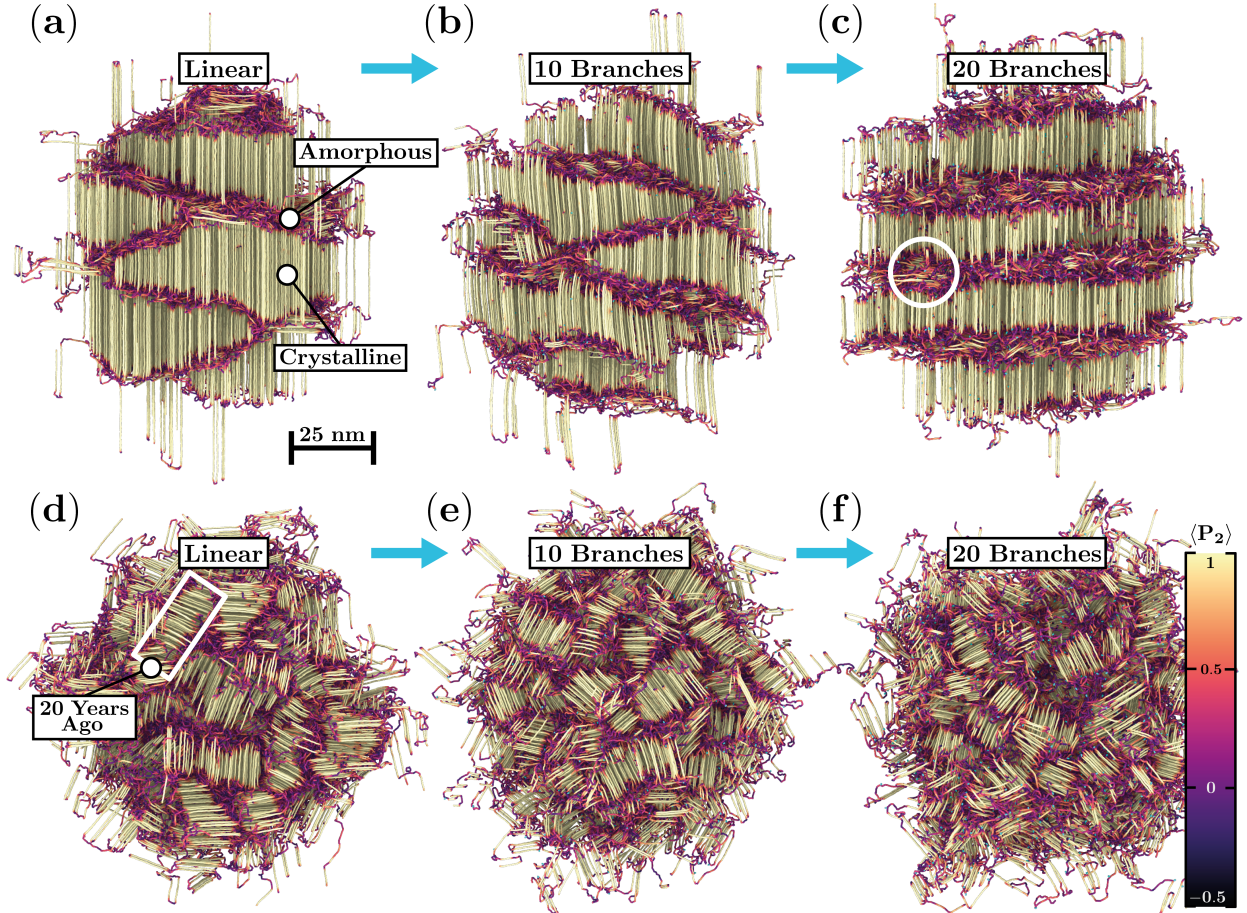 (a)
(b)
(c)
Linear
10 Branches
20 Branches
Amorphous
Crystalline
25 nm
(d)
(e)
(f)
Linear
10 Branches
20 Branches
⟨P₂⟩
1
0.5
0
−0.5
20 Years
Ago